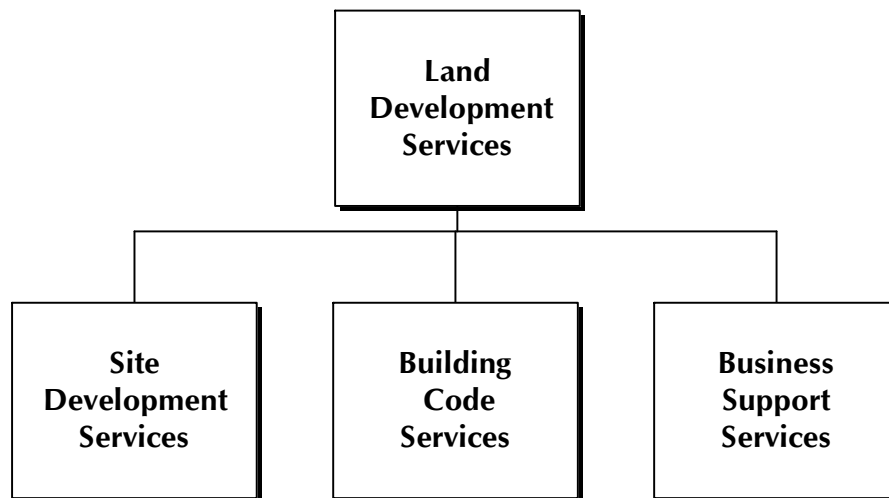 Land
Development
Services
Site
Development
Services
Building
Code
Services
Business
Support
Services